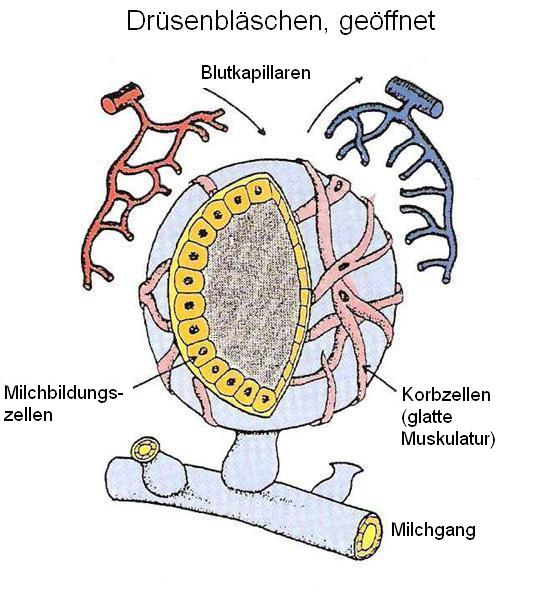 Drüsenbläschen, geöffnet
Blutkapillaren
Milchbildungs-
zellen
Korbzellen
(glatte
Muskulatur)
Milchgang